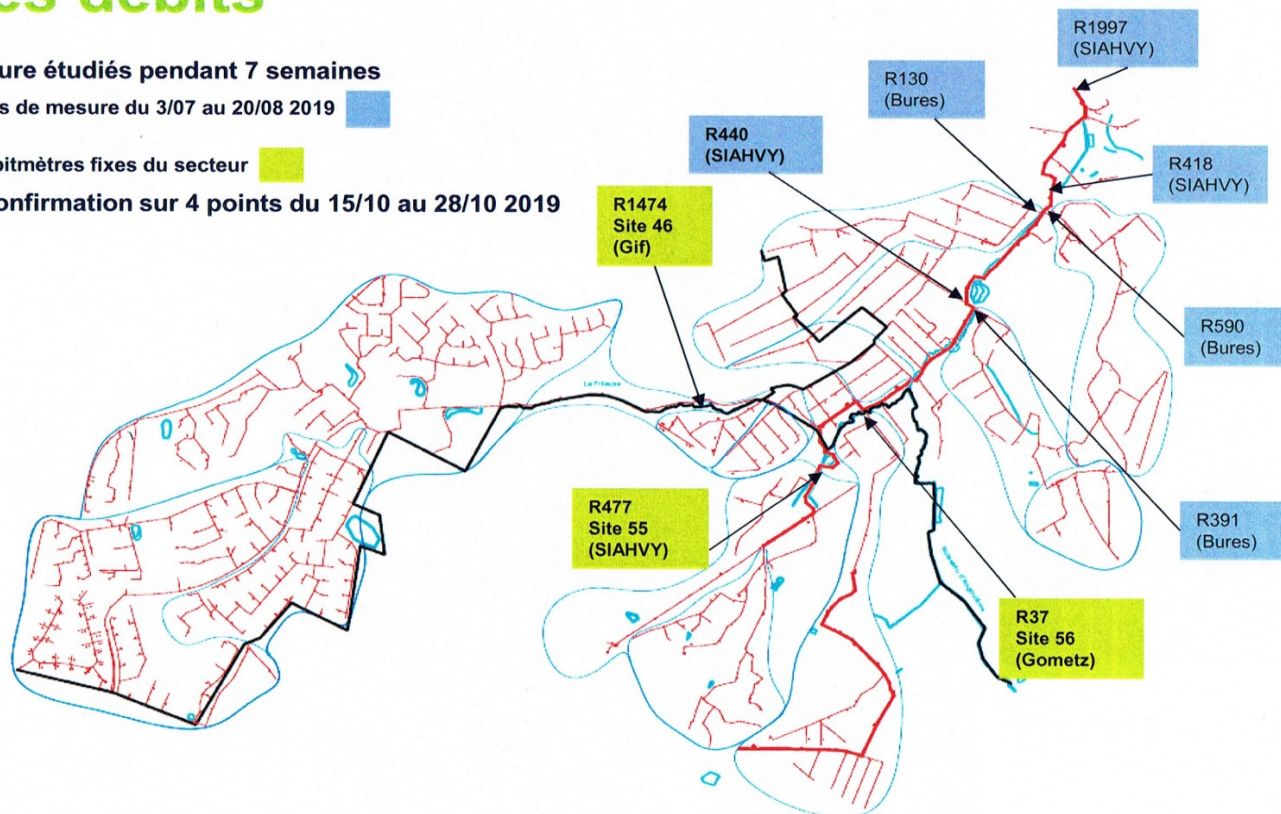 es débits
ure étudiés pendant 7 semaines
s de mesure du 3/07 au 20/08 2019
bitmètres fixes du secteur
onfirmation sur 4 points du 15/10 au 28/10 2019
R1997
(SIAHVY)
R130
(Bures)
R440
(SIAHVY)
R418
(SIAHVY)
R1474
Site 46
(Gif)
R590
(Bures)
R477
Site 55
(SIAHVY)
R391
(Bures)
R37
Site 56
(Gometz)